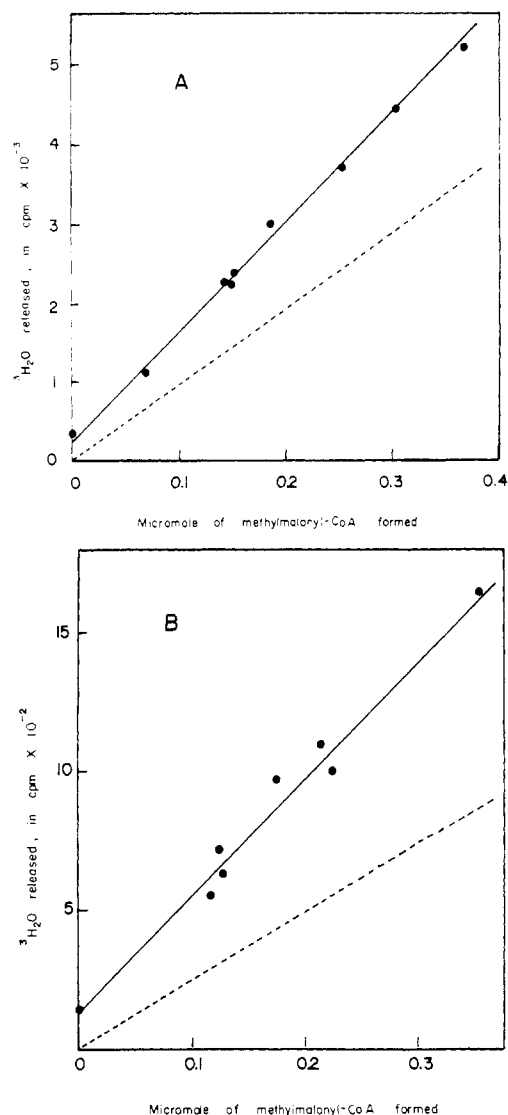 A
5
4
3
2
1
0
³H₂O released , in cpm X 10⁻³
0 0.1 0.2 0.3 0.4
Micromole of methylmalonyl-CoA formed
B
15
10
5
³H₂O released , in cpm X 10⁻²
0 0.1 0.2 0.3
Micromole of methylmalonyl-CoA formed